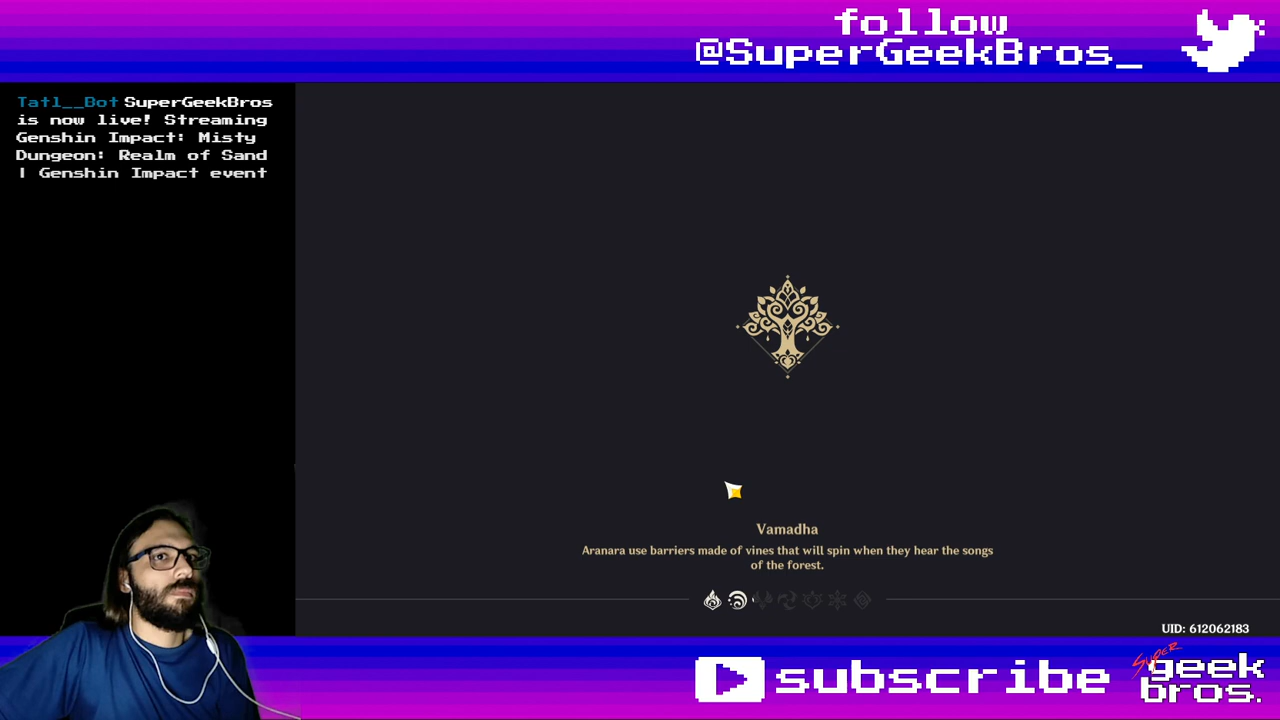 follow
@SuperGeekBros_
Tatl__Bot SuperGeekBros
is now live! Streaming
Genshin Impact: Misty
Dungeon: Realm of Sand
| Genshin Impact event
Vamadha
Aranara use barriers made of vines that will spin when they hear the songs
of the forest.
UID: 612062183
subscribe
SUPER
geek
bros.